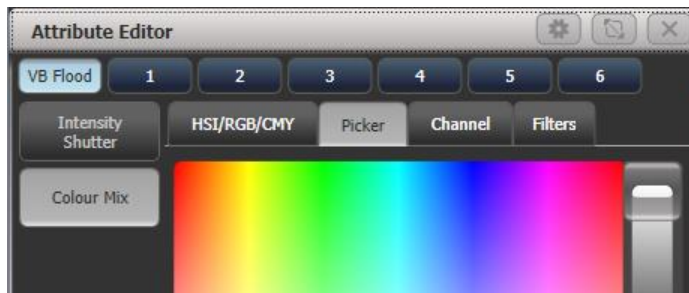 Attribute Editor
VB Flood 1 2 3 4 5 6
Intensity
Shutter
HSI/RGB/CMY Picker Channel Filters
Colour Mix